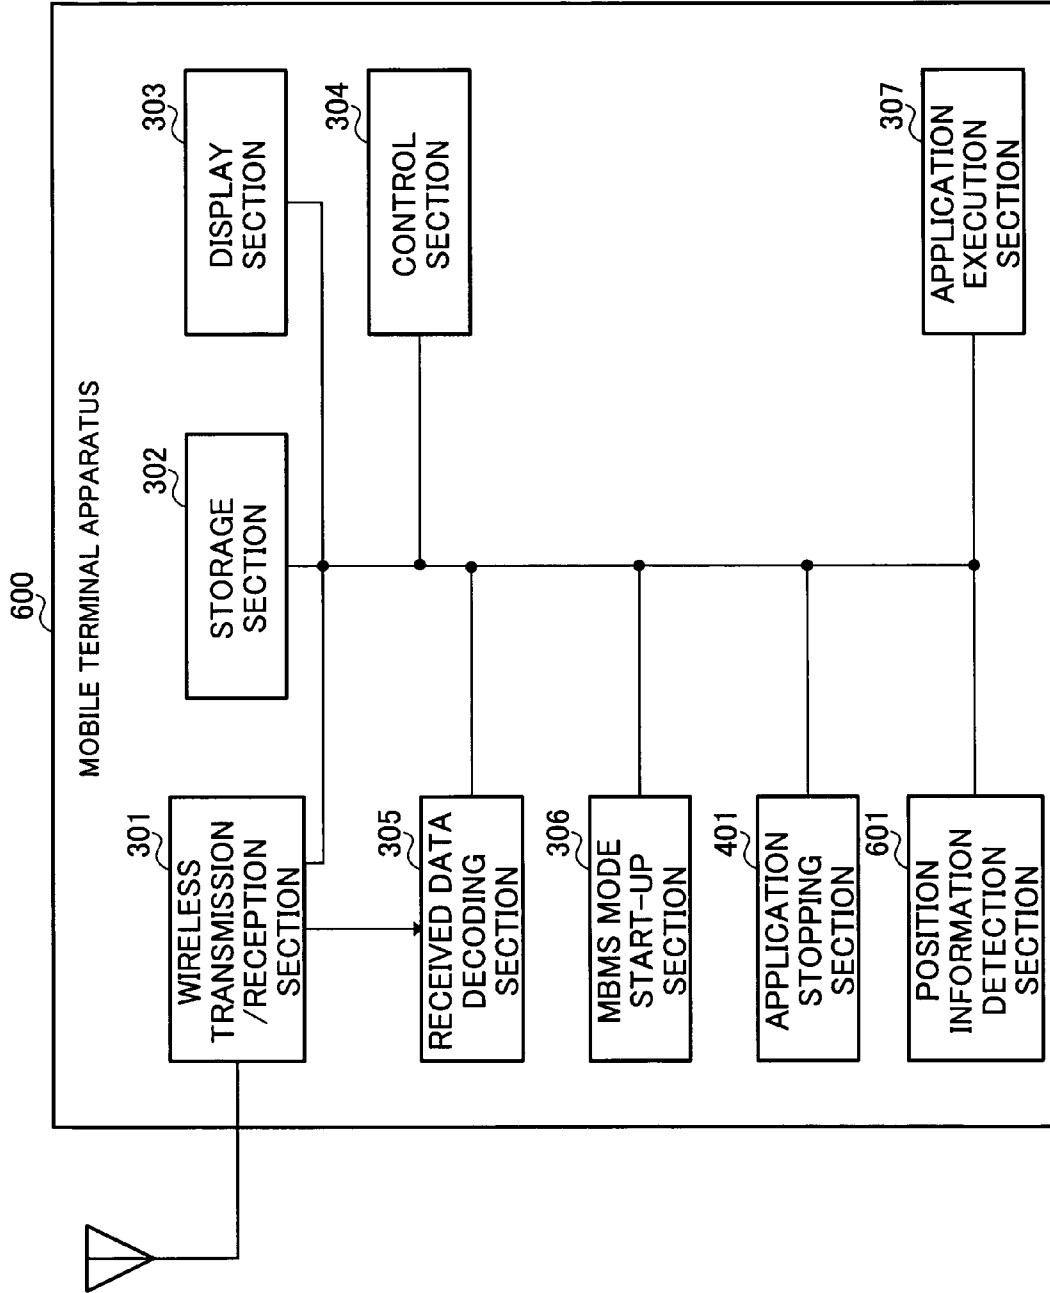 600
MOBILE TERMINAL APPARATUS
301
WIRELESS
TRANSMISSION
/RECEPTION
SECTION
302
STORAGE
SECTION
303
DISPLAY
SECTION
304
CONTROL
SECTION
305
RECEIVED DATA
DECODING
SECTION
306
MBMS MODE
START-UP
SECTION
401
APPLICATION
STOPPING
SECTION
601
POSITION
INFORMATION
DETECTION
SECTION
307
APPLICATION
EXECUTION
SECTION